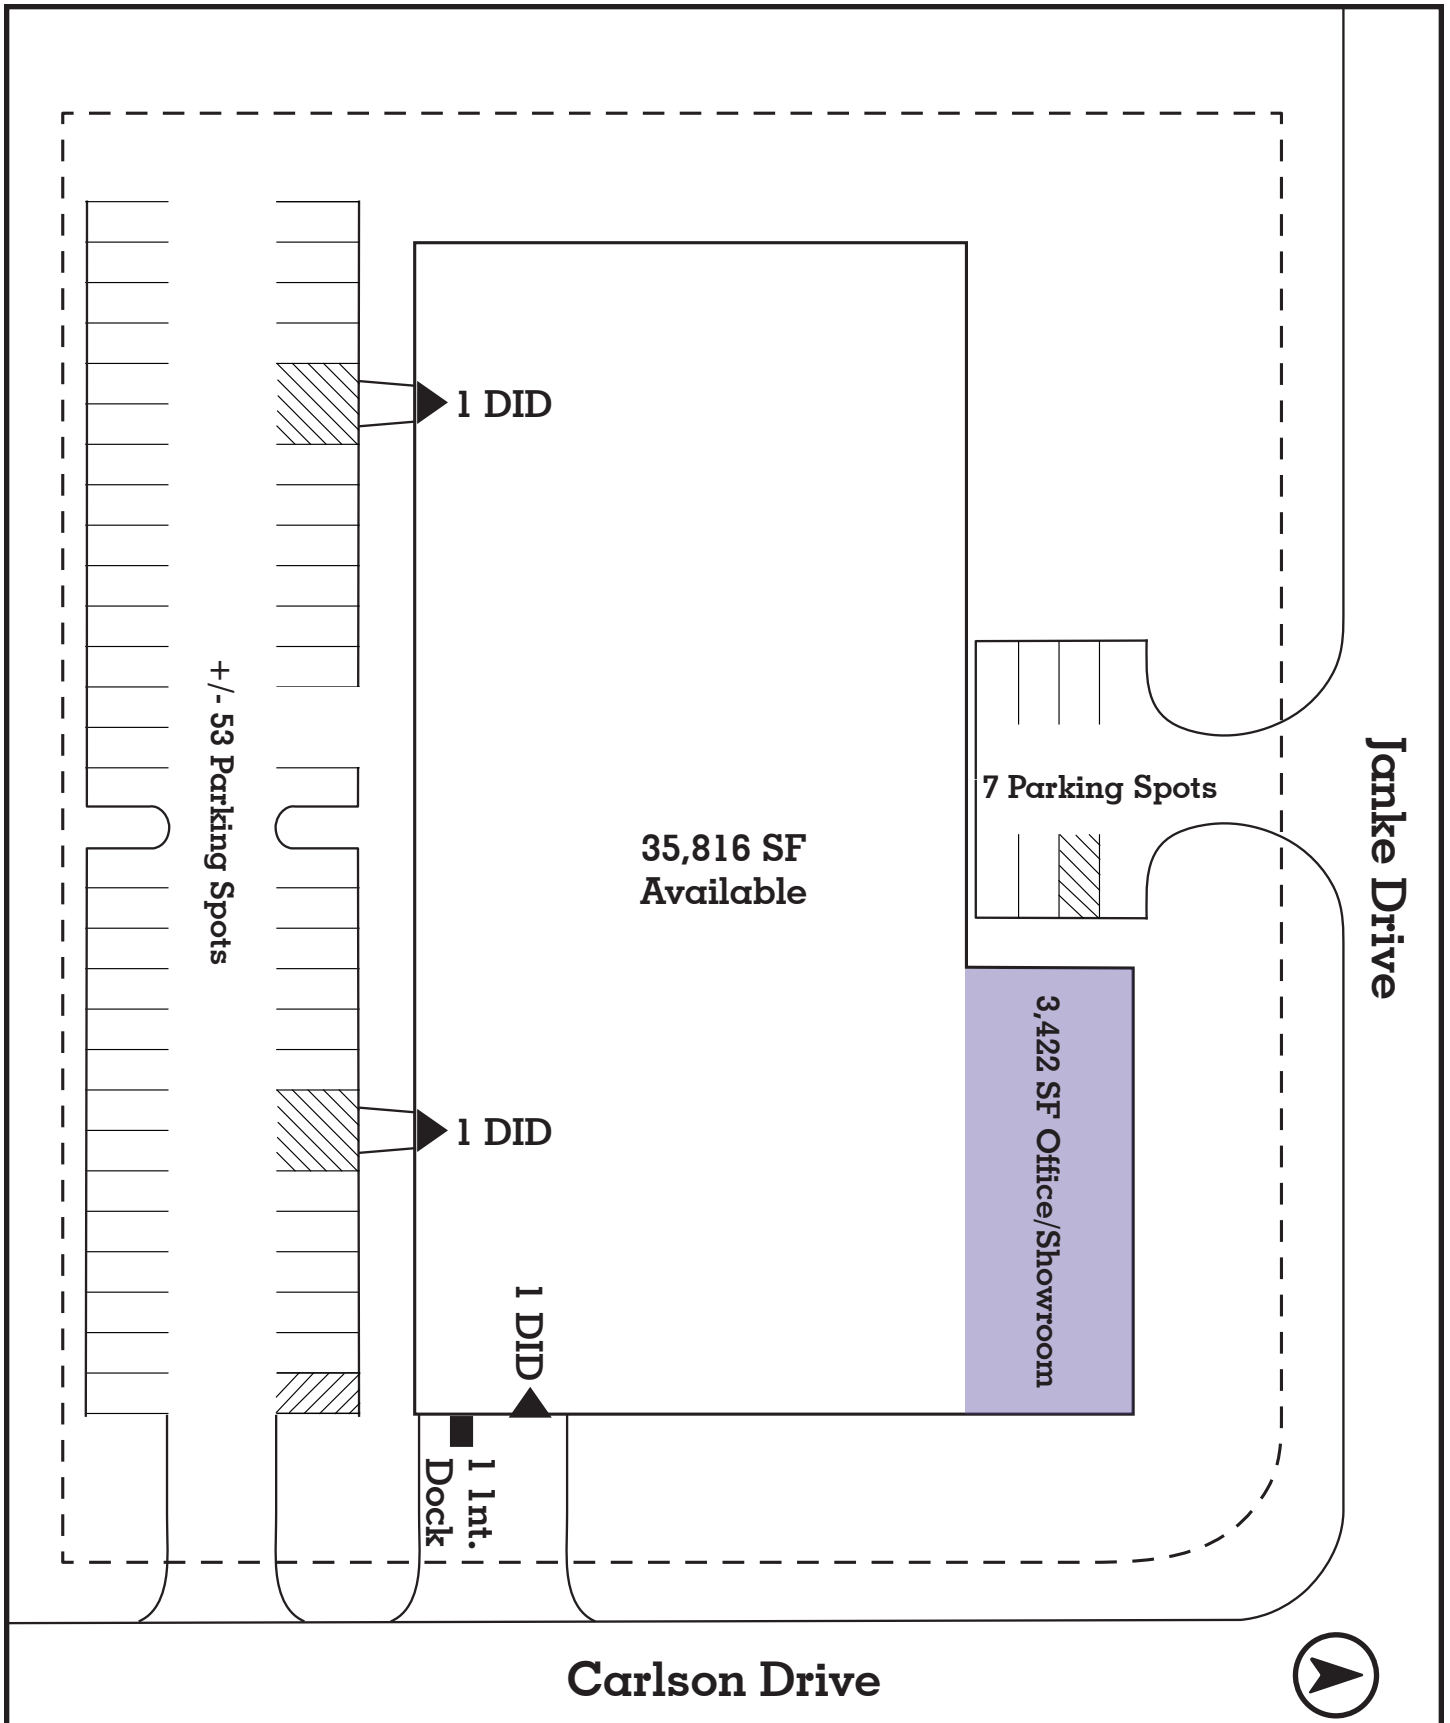 1 DID
+/- 53 Parking Spots
7 Parking Spots
Janke Drive
35,816 SF
Available
3,422 SF Office/Showroom
1 DID
1 DID
1 Int.
Dock
Carlson Drive